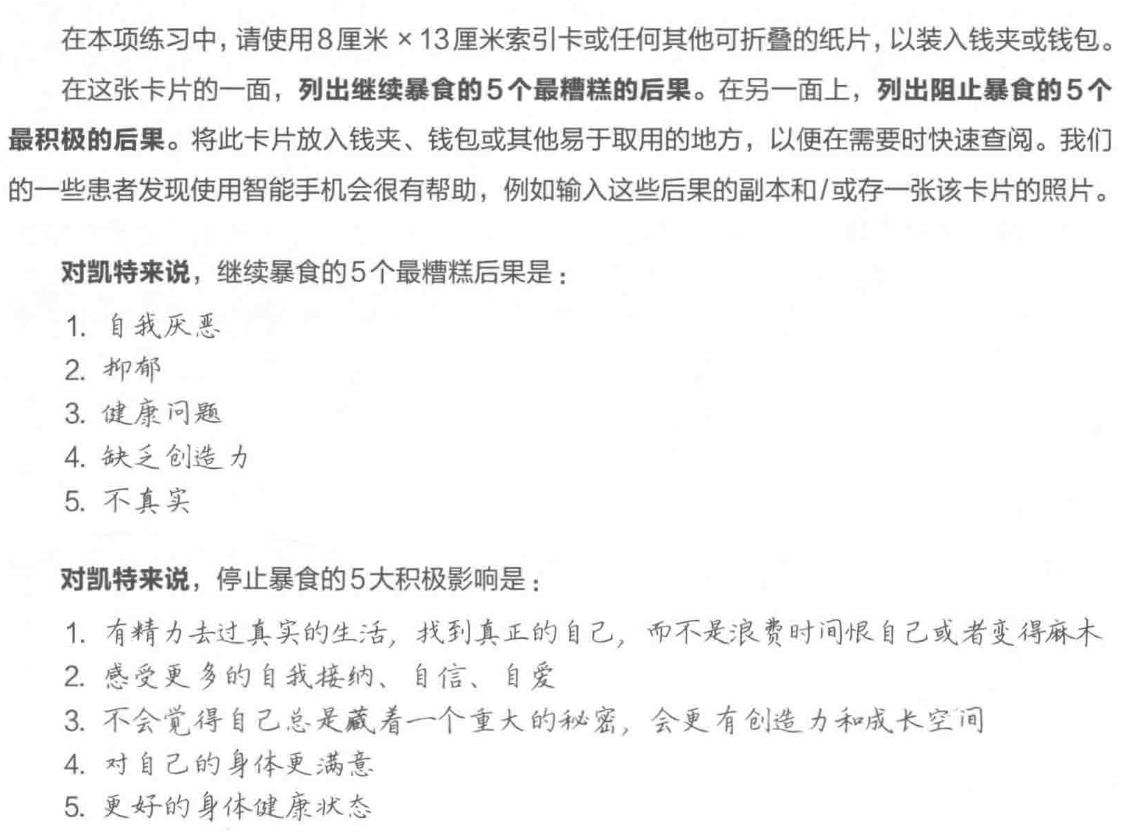 在本项练习中，请使用8厘米×13厘米索引卡或任何其他可折叠的纸片，以装入钱夹或钱包。
在这张卡片的一面，列出继续暴食的5个最糟糕的后果。在另一面上，列出阻止暴食的5个
最积极的后果。将此卡片放入钱夹、钱包或其他易于取用的地方，以便在需要时快速查阅。我们
的一些患者发现使用智能手机会很有帮助，例如输入这些后果的副本和/或存一张该卡片的照片。
对凯特来说，继续暴食的5个最糟糕后果是：
1. 自我厌恶
2. 抑郁
3. 健康问题
4. 缺乏创造力
5. 不真实
对凯特来说，停止暴食的5大积极影响是：
1. 有精力去过真实的生活，找到真正的自己，而不是浪费时间恨自己或者变得麻木
2. 感受更多的自我接纳、自信、自爱
3. 不会觉得自己总是藏着一个重大的秘密，会更有创造力和成长空间
4. 对自己的身体更满意
5. 更好的身体健康状态